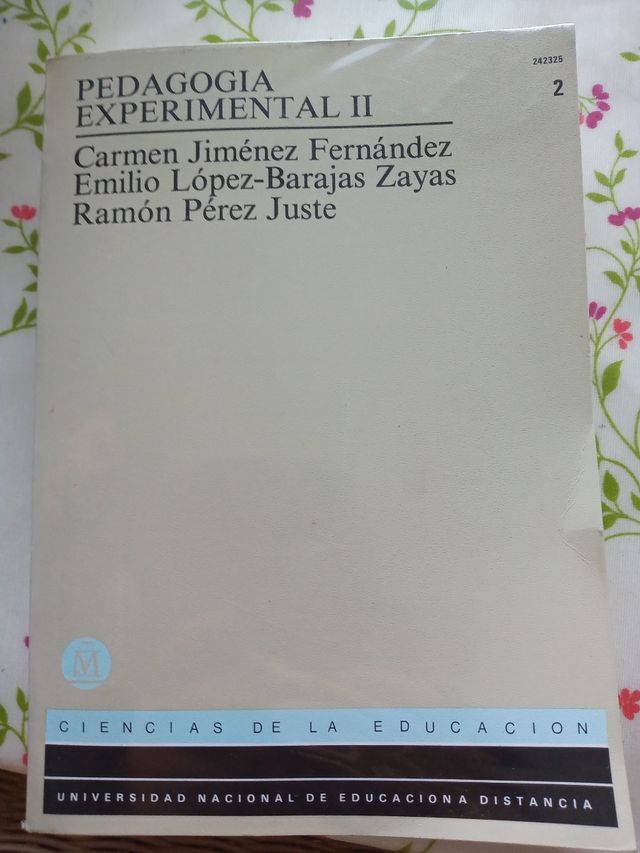 PEDAGOGIA
EXPERIMENTAL II
242325
2
Carmen Jiménez Fernández
Emilio López-Barajas Zayas
Ramón Pérez Juste
M
CIENCIAS DE LA EDUCACION
UNIVERSIDAD NACIONAL DE EDUCACIONA DISTANCIA